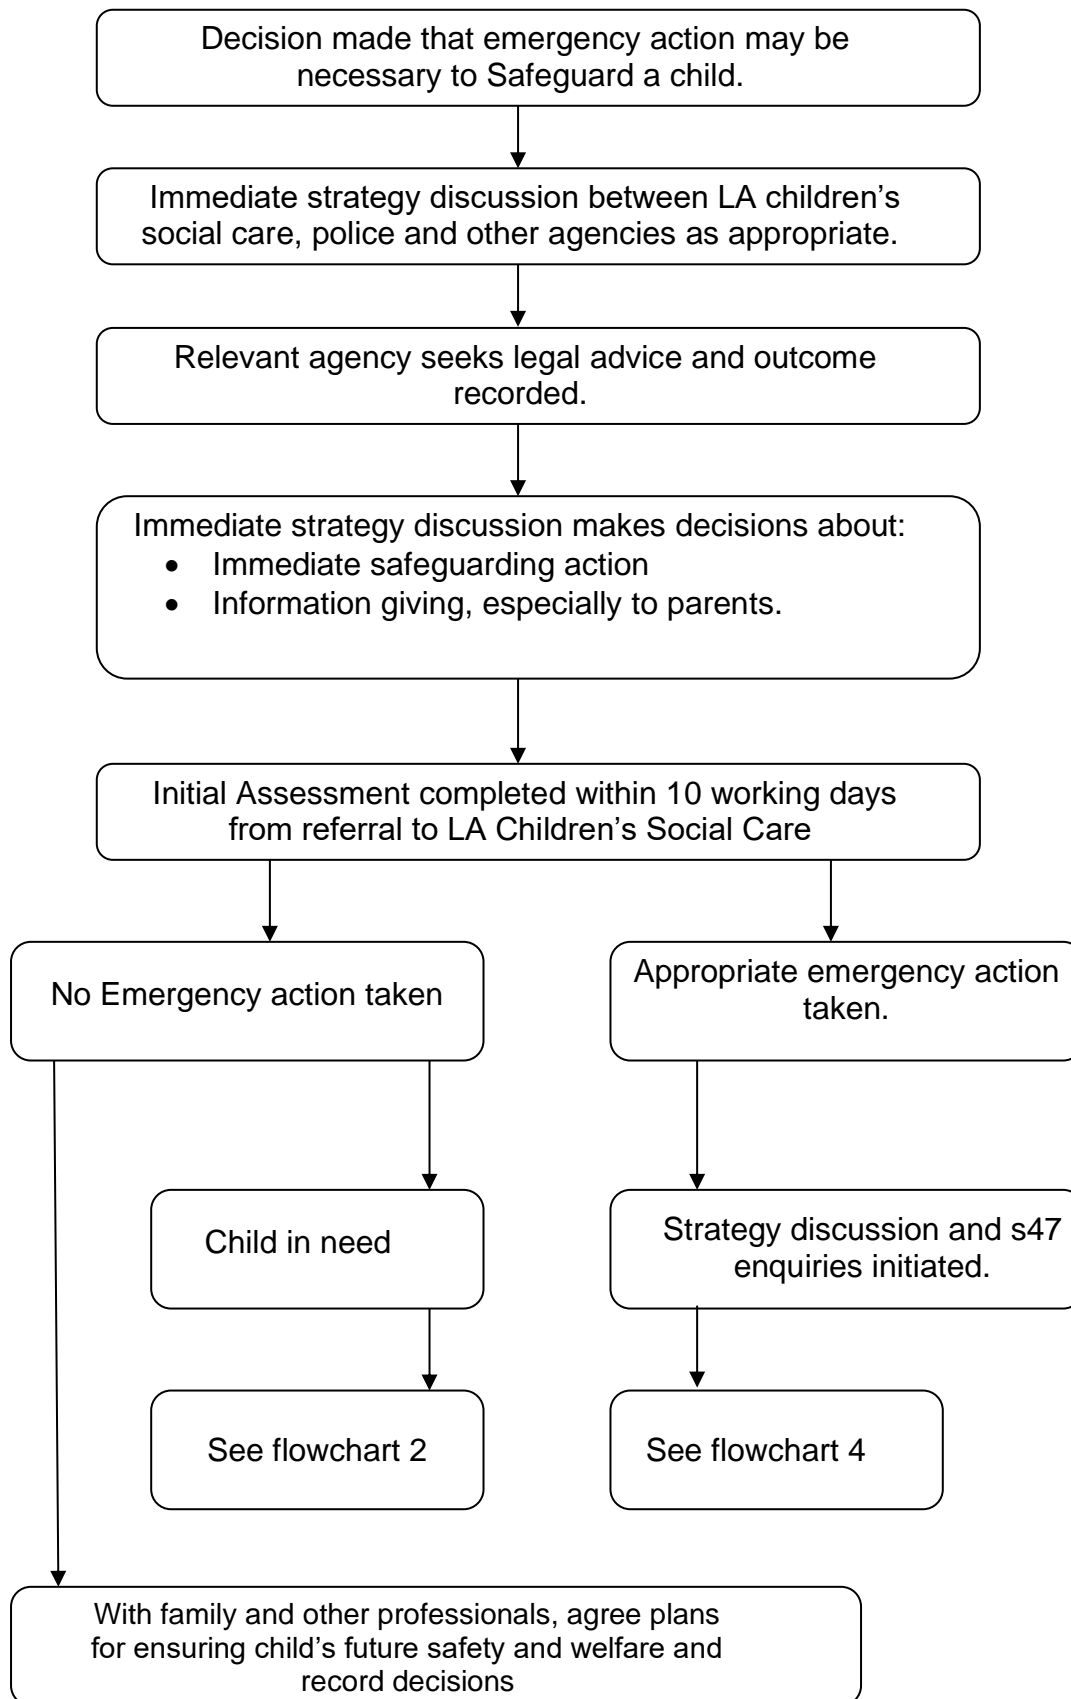 Decision made that emergency action may be
necessary to Safeguard a child.
Immediate strategy discussion between LA children's
social care, police and other agencies as appropriate.
Relevant agency seeks legal advice and outcome
recorded.
Immediate strategy discussion makes decisions about:
• Immediate safeguarding action
• Information giving, especially to parents.
Initial Assessment completed within 10 working days
from referral to LA Children's Social Care
No Emergency action taken
Appropriate emergency action
taken.
Child in need
Strategy discussion and s47
enquiries initiated.
See flowchart 2
See flowchart 4
With family and other professionals, agree plans
for ensuring child's future safety and welfare and
record decisions